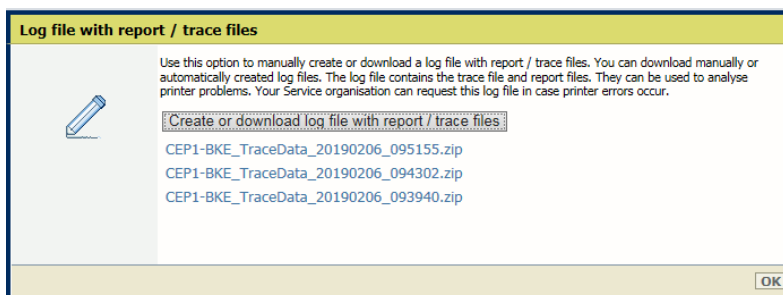 Log file with report / trace files
Use this option to manually create or download a log file with report / trace files. You can download manually or
automatically created log files. The log file contains the trace file and report files. They can be used to analyse
printer problems. Your Service organisation can request this log file in case printer errors occur.
Create or download log file with report / trace files
CEP1-BKE_TraceData_20190206_095155.zip
CEP1-BKE_TraceData_20190206_094302.zip
CEP1-BKE_TraceData_20190206_093940.zip
OK